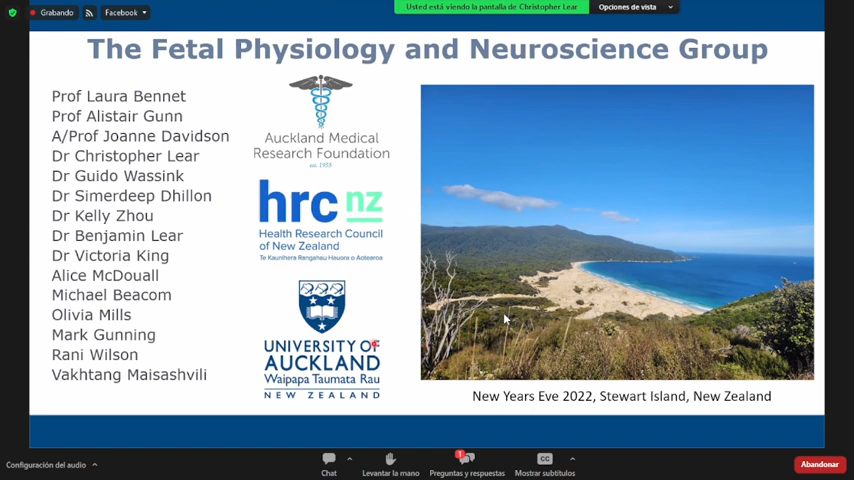 Grabando
Facebook
Usted está viendo la pantalla de Christopher Lear
Opciones de vista
The Fetal Physiology and Neuroscience Group
Prof Laura Bennet
Prof Alistair Gunn
A/Prof Joanne Davidson
Dr Christopher Lear
Dr Guido Wassink
Dr Simerdeep Dhillon
Dr Kelly Zhou
Dr Benjamin Lear
Dr Victoria King
Alice McDouall
Michael Beacom
Olivia Mills
Mark Gunning
Rani Wilson
Vakhtang Maisashvili
Auckland Medical
Research Foundation
est. 1955
hrc nz
Health Research Council
of New Zealand
Te Kaunihera Rangahau Hauora o Aotearoa
UNIVERSITY OF
AUCKLAND
Waipapa Taumata Rau
NEW ZEALAND
New Years Eve 2022, Stewart Island, New Zealand
Configuración del audio
Chat
Levantar la mano
1
Preguntas y respuestas
CC
Mostrar subtítulos
Abandonar